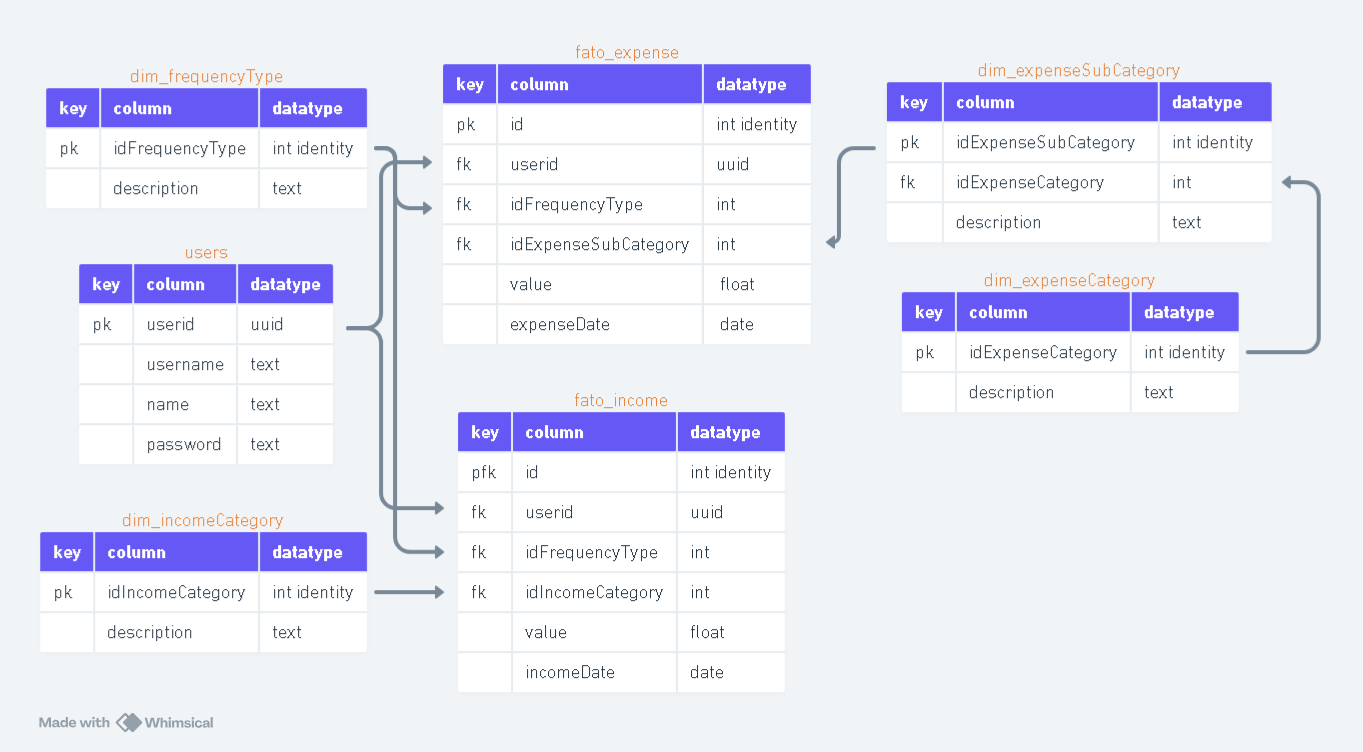 dim_frequencyType
key column datatype
pk idFrequencyType int identity
description text
users
key column datatype
pk userid uuid
username text
name text
password text
dim_incomeCategory
key column datatype
pk idIncomeCategory int identity
description text
fato_expense
key column datatype
pk id int identity
fk userid uuid
fk idFrequencyType int
fk idExpenseSubCategory int
value float
expenseDate date
fato_income
key column datatype
pfk id int identity
fk userid uuid
fk idFrequencyType int
fk idIncomeCategory int
value float
incomeDate date
dim_expenseSubCategory
key column datatype
pk idExpenseSubCategory int identity
fk idExpenseCategory int
description text
dim_expenseCategory
key column datatype
pk idExpenseCategory int identity
description text
Made with Whimsical